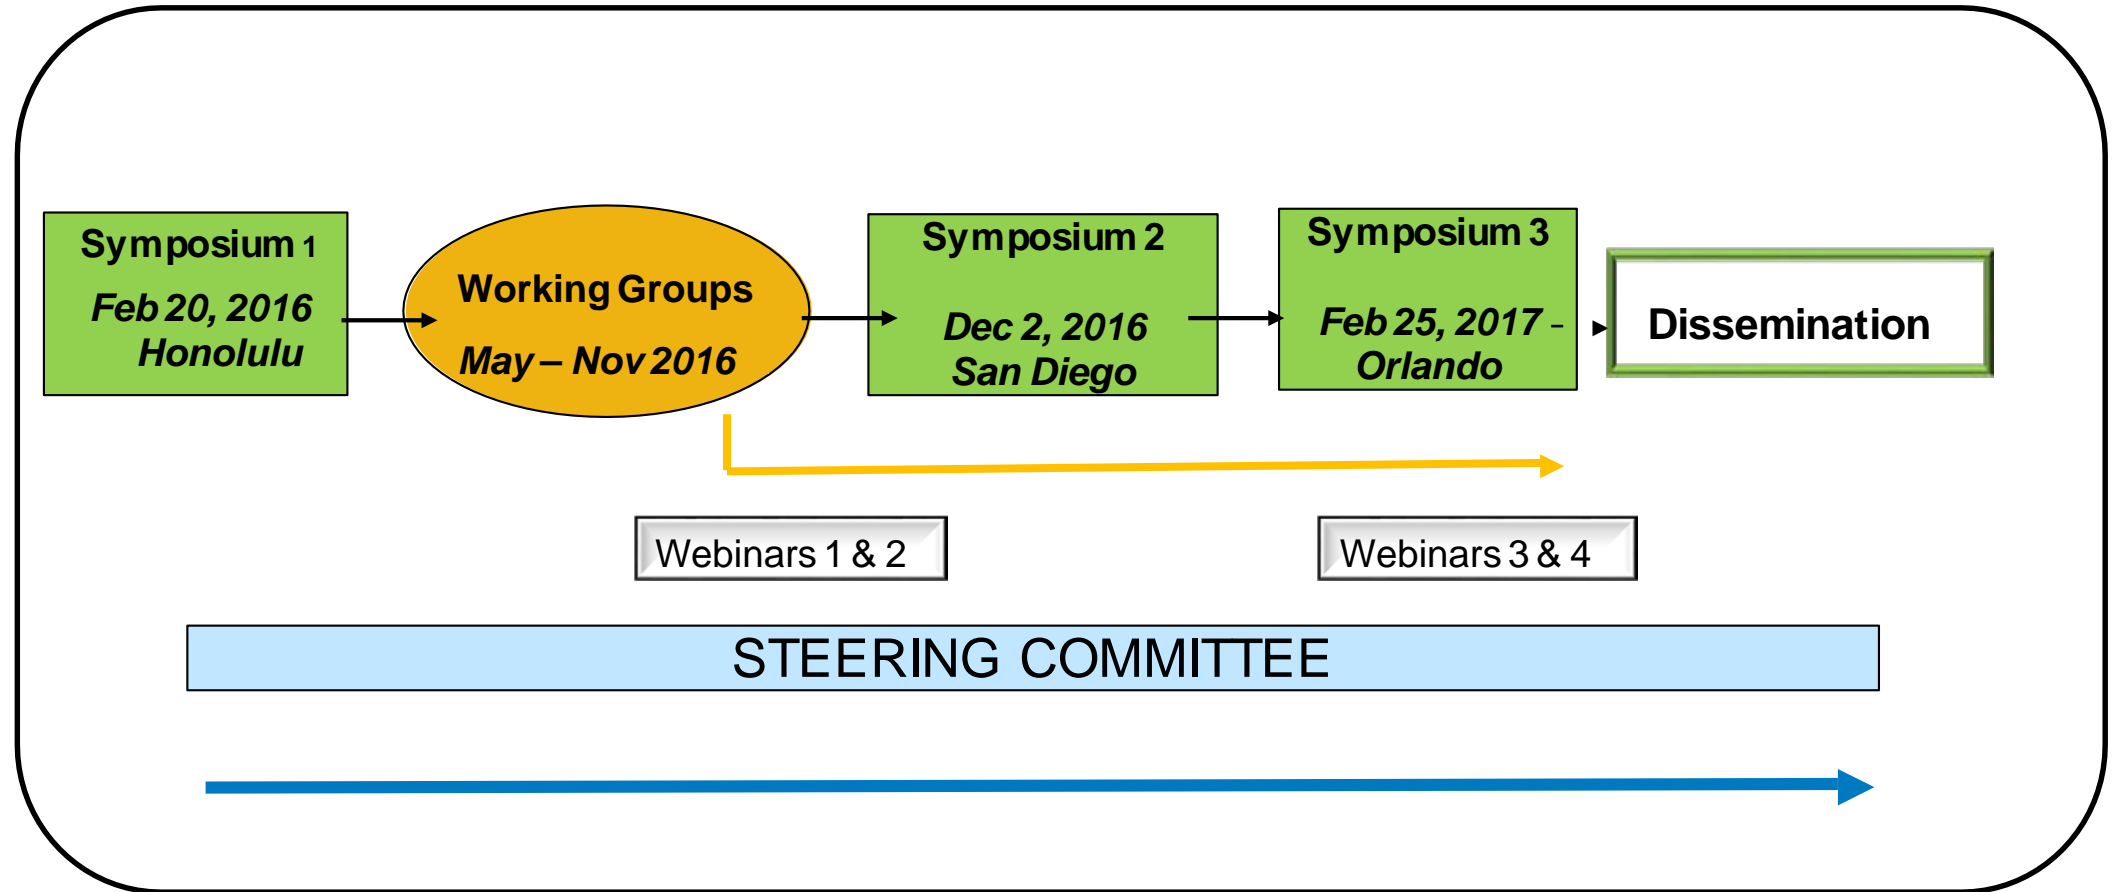 Symposium 1
Feb 20, 2016
Honolulu
Working Groups
May – Nov 2016
Symposium 2
Dec 2, 2016
San Diego
Symposium 3
Feb 25, 2017 -
Orlando
Dissemination
Webinars 1 & 2
Webinars 3 & 4
STEERING COMMITTEE